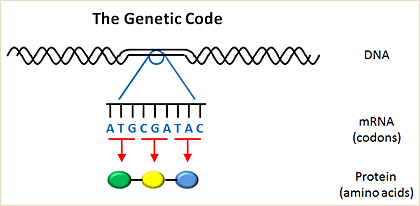 The Genetic Code
DNA
mRNA
(codons)
A T G C G A T A C
Protein
(amino acids)